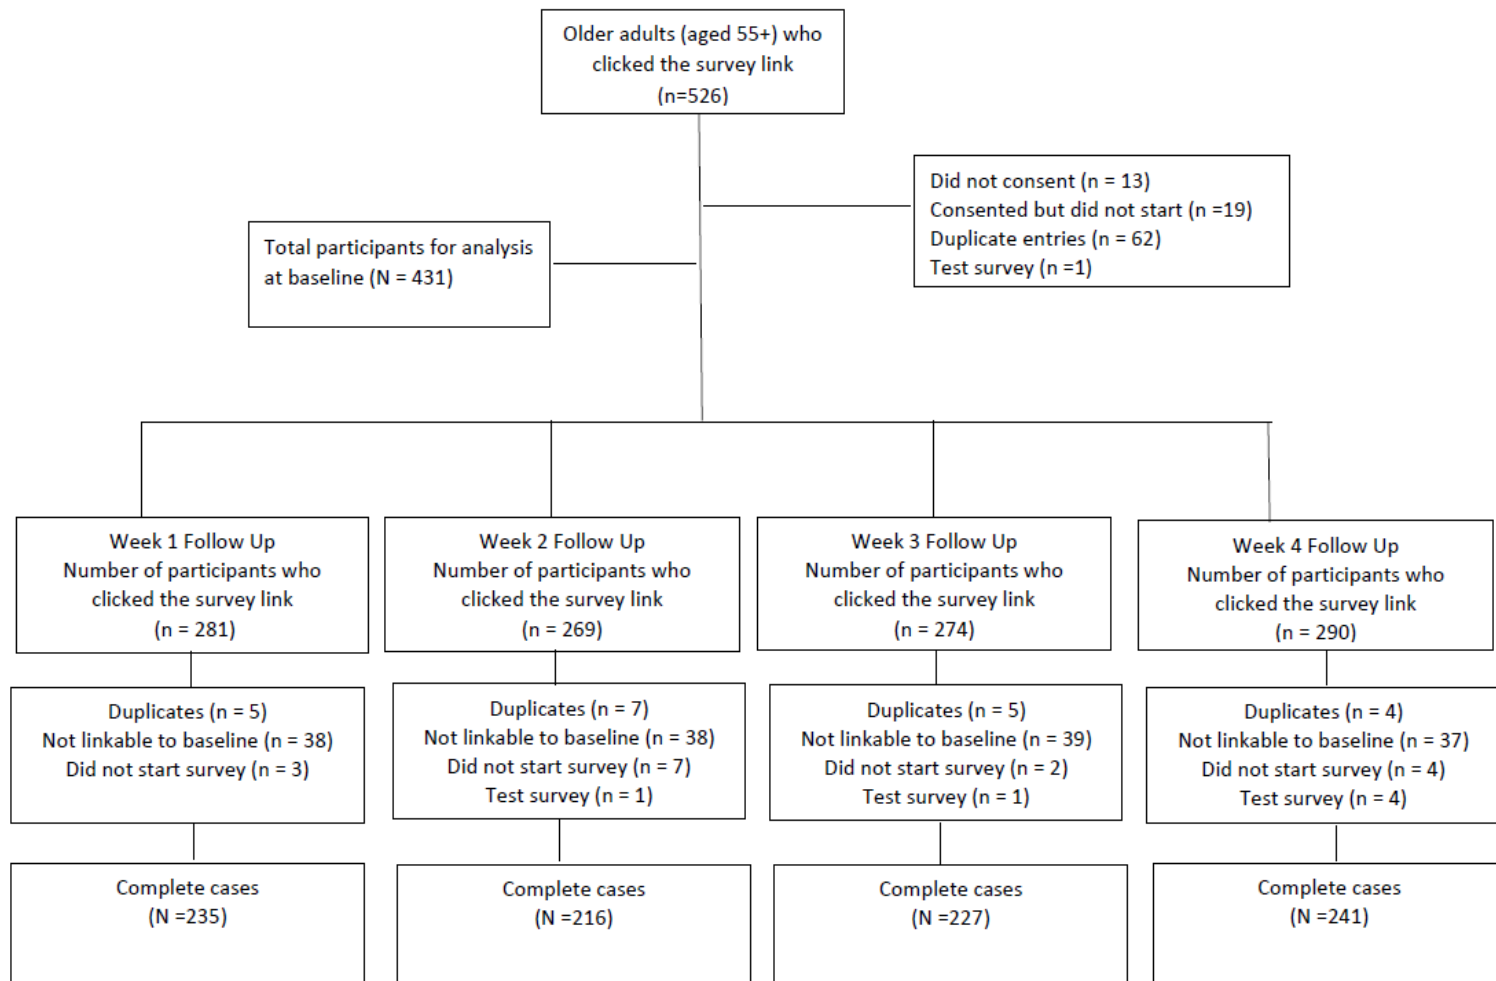 Older adults (aged 55+) who
clicked the survey link
(n=526)
Did not consent (n = 13)
Consented but did not start (n =19)
Duplicate entries (n = 62)
Test survey (n =1)
Total participants for analysis
at baseline (N = 431)
Week 1 Follow Up
Number of participants who
clicked the survey link
(n = 281)
Week 2 Follow Up
Number of participants who
clicked the survey link
(n = 269)
Week 3 Follow Up
Number of participants who
clicked the survey link
(n = 274)
Week 4 Follow Up
Number of participants who
clicked the survey link
(n = 290)
Duplicates (n = 5)
Not linkable to baseline (n = 38)
Did not start survey (n = 3)
Duplicates (n = 7)
Not linkable to baseline (n = 38)
Did not start survey (n = 7)
Test survey (n = 1)
Duplicates (n = 5)
Not linkable to baseline (n = 39)
Did not start survey (n = 2)
Test survey (n = 1)
Duplicates (n = 4)
Not linkable to baseline (n = 37)
Did not start survey (n = 4)
Test survey (n = 4)
Complete cases
(N =235)
Complete cases
(N =216)
Complete cases
(N =227)
Complete cases
(N =241)